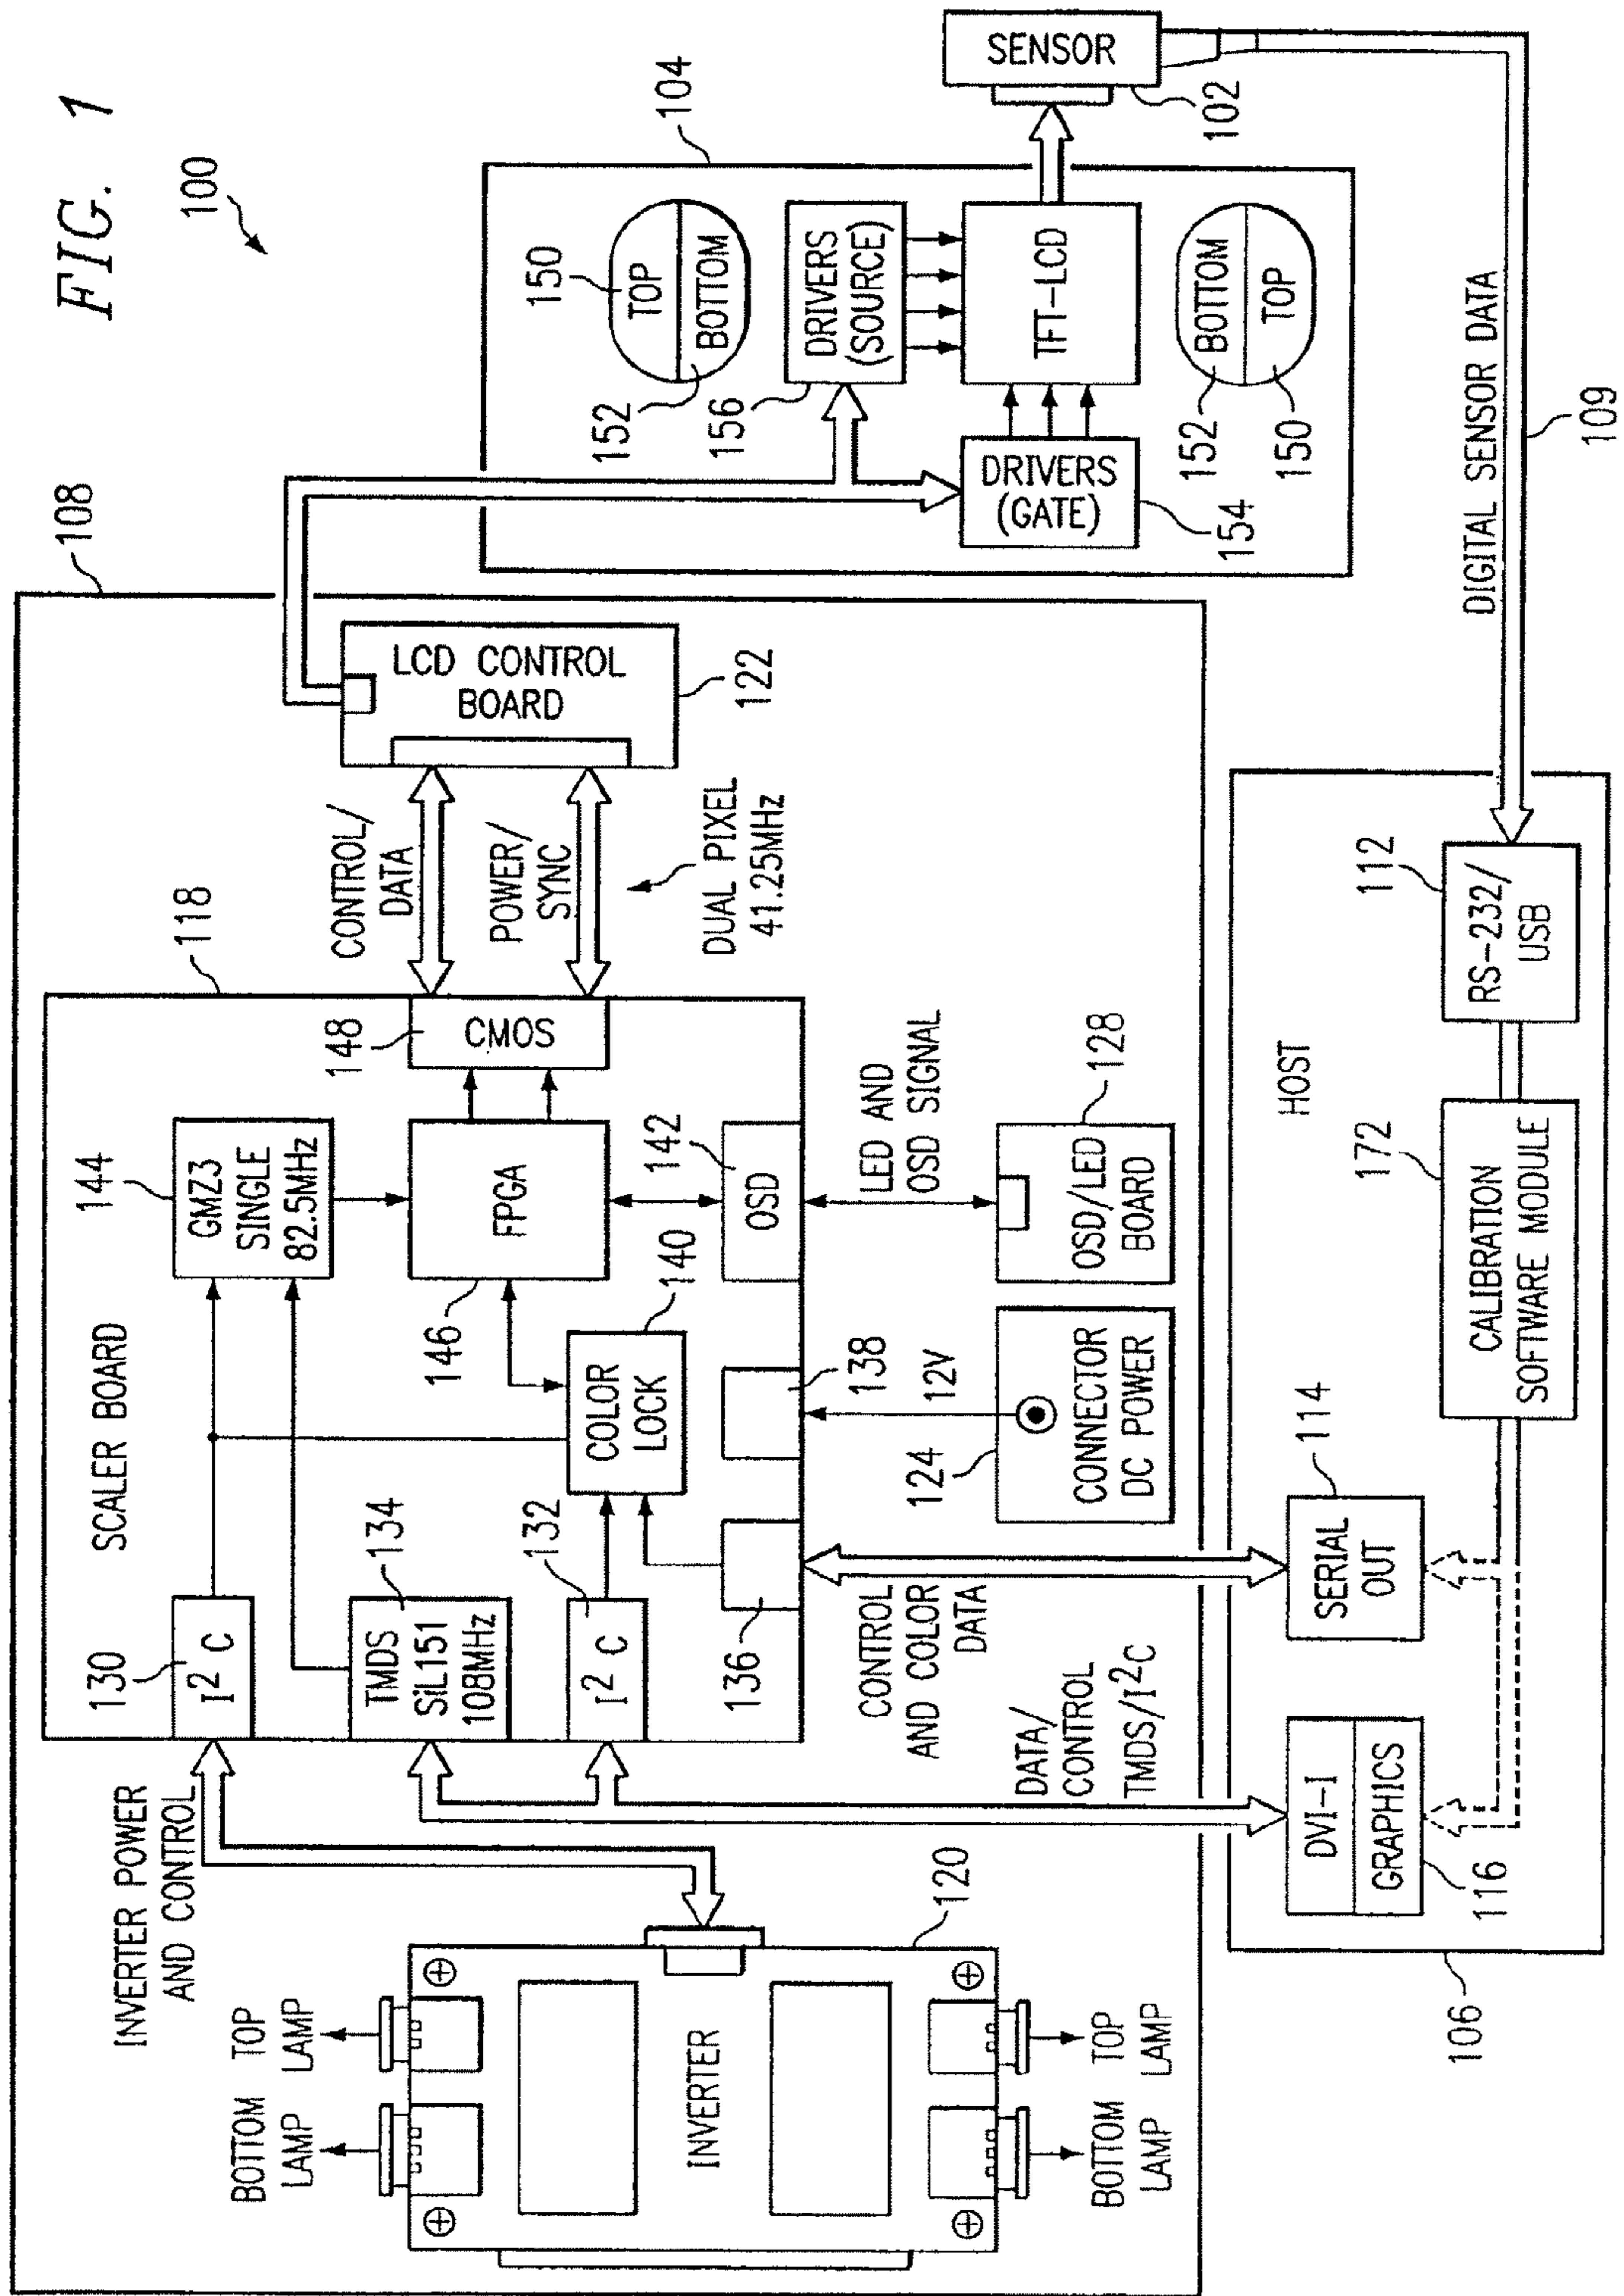 FIG. 1
100
108
104
118
SCALER BOARD
INVERTER POWER
AND CONTROL
130
I² C
144
GMZ3
SINGLE
82.5MHz
134
TMDS
SiL151
108MHz
132
I² C
146
FPGA
148
CMOS
COLOR
LOCK
140
142
OSD
136
138
CONTROL/
DATA
POWER/
SYNC
DUAL PIXEL
41.25MHz
LCD CONTROL
BOARD
122
150
TOP
BOTTOM
152
156
DRIVERS
(SOURCE)
TFT-LCD
DRIVERS
(GATE)
154
152
BOTTOM
TOP
150
SENSOR
102
BOTTOM
LAMP
TOP
LAMP
INVERTER
120
BOTTOM
LAMP
TOP
LAMP
CONTROL
AND COLOR
DATA
DATA/
CONTROL
TMDS/I²C
12V
124
CONNECTOR
DC POWER
LED AND
OSD SIGNAL
128
OSD/LED
BOARD
DIGITAL SENSOR DATA
109
HOST
106
DVI-I
GRAPHICS
116
114
SERIAL
OUT
172
CALIBRATION
SOFTWARE MODULE
112
RS-232/
USB